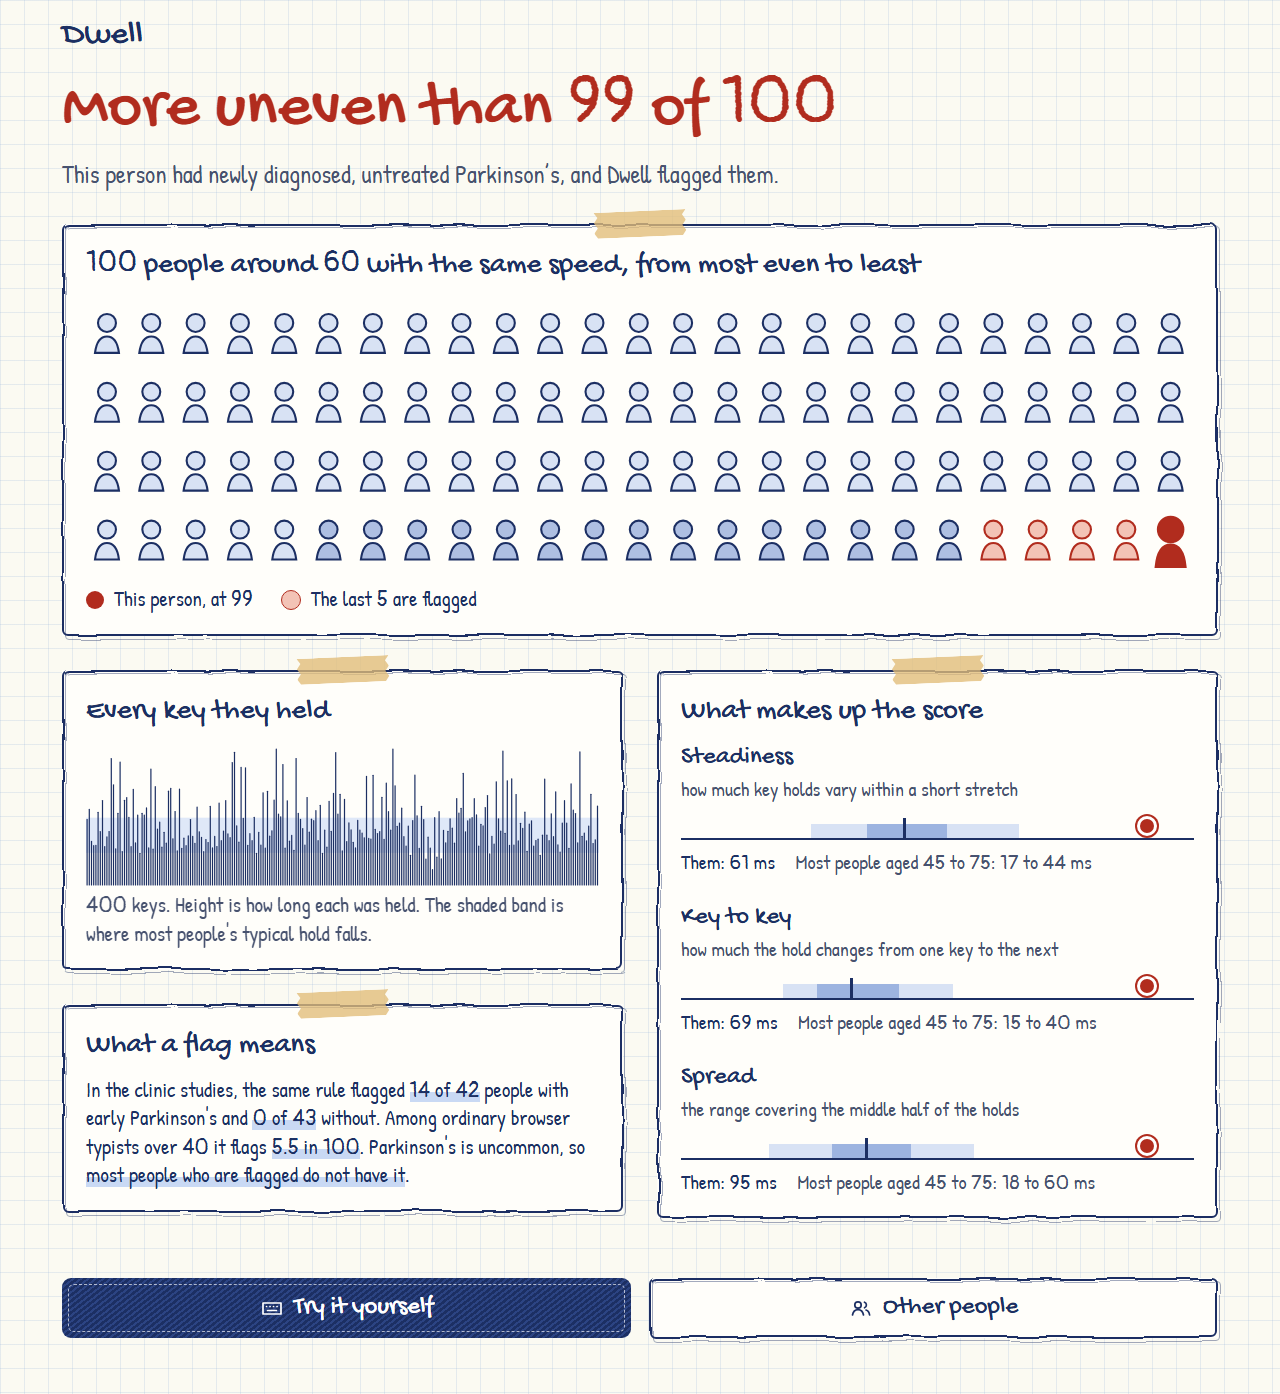 Dwell
More uneven than 99 of 100
This person had newly diagnosed, untreated Parkinson's, and Dwell flagged them.
100 people around 60 with the same speed, from most even to least
This person, at 99
The last 5 are flagged
Every key they held
400 keys. Height is how long each was held. The shaded band is
where most people's typical hold falls.
What a flag means
In the clinic studies, the same rule flagged 14 of 42 people with
early Parkinson's and 0 of 43 without. Among ordinary browser
typists over 40 it flags 5.5 in 100. Parkinson's is uncommon, so
most people who are flagged do not have it.
What makes up the score
Steadiness
how much key holds vary within a short stretch
Them: 61 ms Most people aged 45 to 75: 17 to 44 ms
Key to key
how much the hold changes from one key to the next
Them: 69 ms Most people aged 45 to 75: 15 to 40 ms
Spread
the range covering the middle half of the holds
Them: 95 ms Most people aged 45 to 75: 18 to 60 ms
Try it yourself
Other people